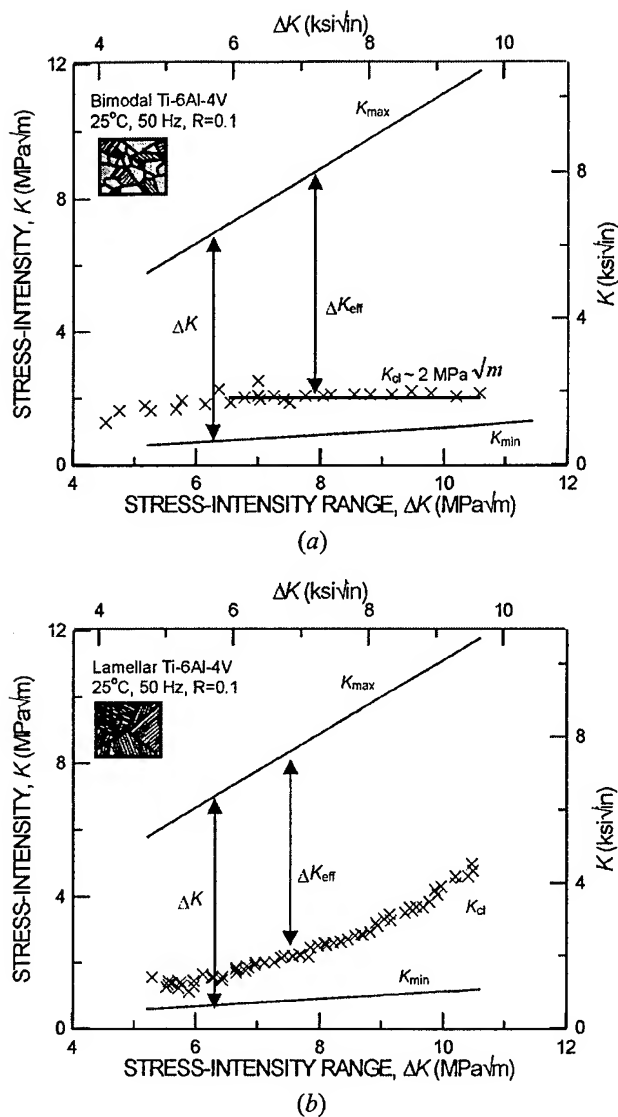 ΔK (ksi√in)
4 6 8 10
12
8
4
0
STRESS-INTENSITY, K (MPa√m)
Bimodal Ti-6Al-4V
25°C, 50 Hz, R=0.1
Kmax
ΔK
ΔKeff
Kcl ~ 2 MPa √m
Kmin
8
4
0
K (ksi√in)
4 6 8 10 12
STRESS-INTENSITY RANGE, ΔK (MPa√m)
(a)
ΔK (ksi√in)
4 6 8 10
12
8
4
0
STRESS-INTENSITY, K (MPa√m)
Lamellar Ti-6Al-4V
25°C, 50 Hz, R=0.1
Kmax
ΔK
ΔKeff
Kcl
Kmin
8
4
0
K (ksi√in)
4 6 8 10 12
STRESS-INTENSITY RANGE, ΔK (MPa√m)
(b)